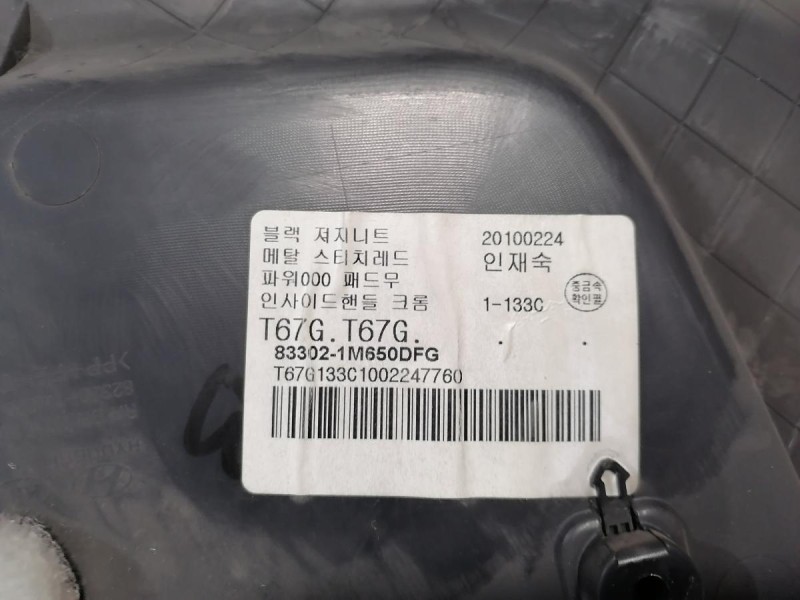 블랙 져지니트 20100224
메탈 스티치레드 인재숙
파워000 패드무
인사이드핸들 크롬 1-133C
중금속
확인필
T67G.T67G. . .
83302-1M650DFG
T67G133C1002247760